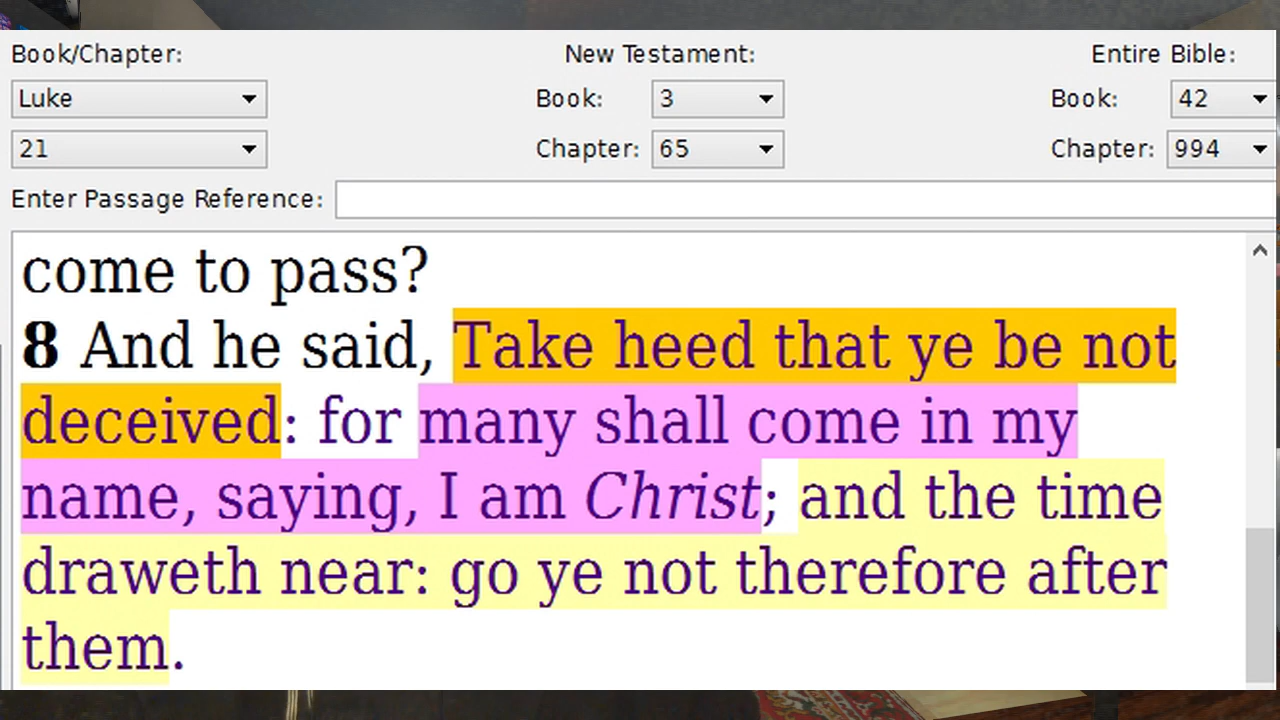 Book/Chapter: New Testament: Entire Bible:
Luke Book: 3 Book: 42
21 Chapter: 65 Chapter: 994
Enter Passage Reference:
come to pass?
8 And he said, Take heed that ye be not
deceived: for many shall come in my
name, saying, I am Christ; and the time
draweth near: go ye not therefore after
them.